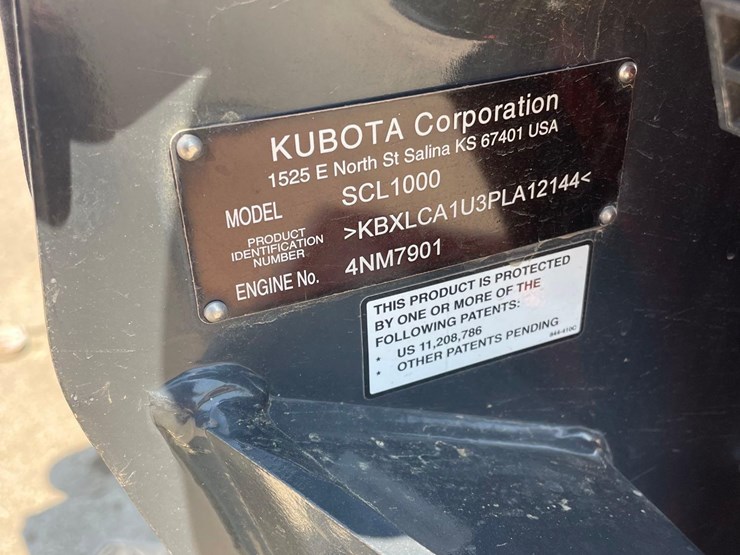 KUBOTA Corporation
1525 E North St Salina KS 67401 USA
MODEL SCL1000
PRODUCT IDENTIFICATION NUMBER >KBXLCA1U3PLA12144<
ENGINE No. 4NM7901
THIS PRODUCT IS PROTECTED
BY ONE OR MORE OF THE
FOLLOWING PATENTS:
• US 11,208,786
• OTHER PATENTS PENDING